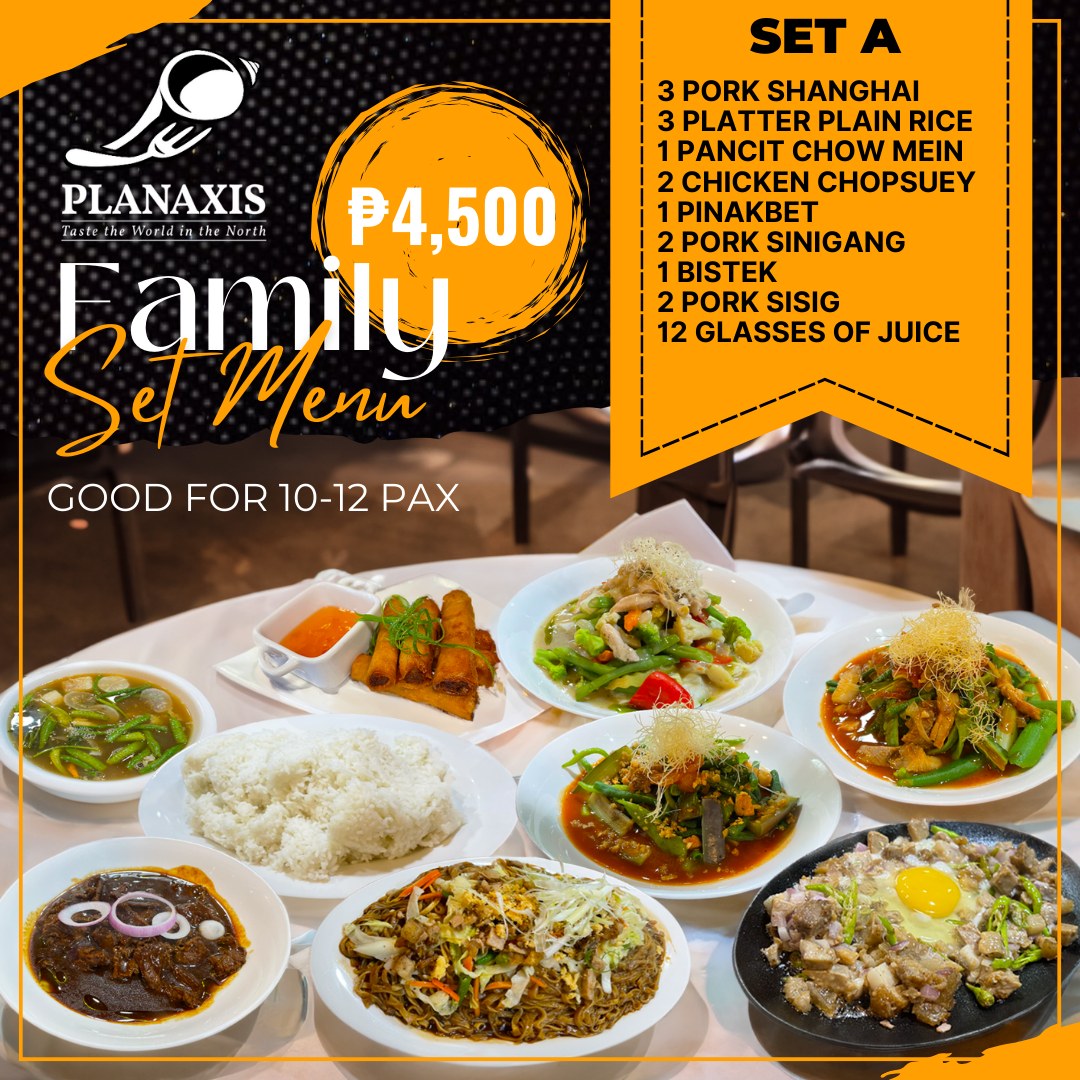 PLANAXIS
Taste the World in the North
₱4,500
Family
Set Menu
GOOD FOR 10-12 PAX
SET A
3 PORK SHANGHAI
3 PLATTER PLAIN RICE
1 PANCIT CHOW MEIN
2 CHICKEN CHOPSUEY
1 PINAKBET
2 PORK SINIGANG
1 BISTEK
2 PORK SISIG
12 GLASSES OF JUICE